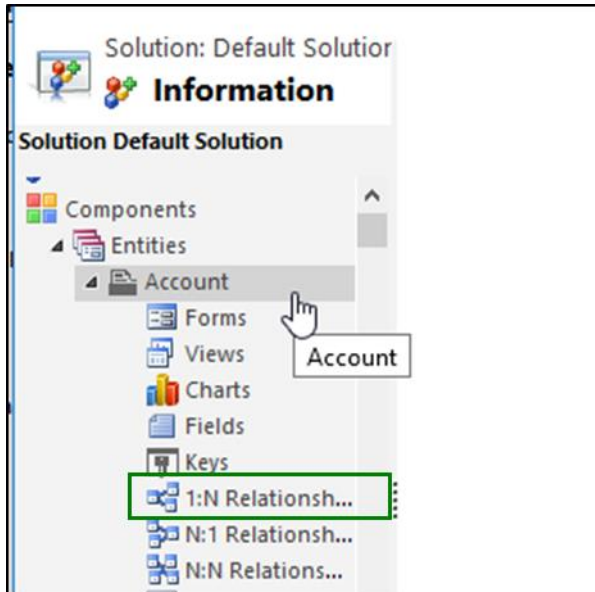 Solution: Default Solution
Information
Solution Default Solution
Components
Entities
Account
Forms
Views
Account
Charts
Fields
Keys
1:N Relationsh...
N:1 Relationsh...
N:N Relations...